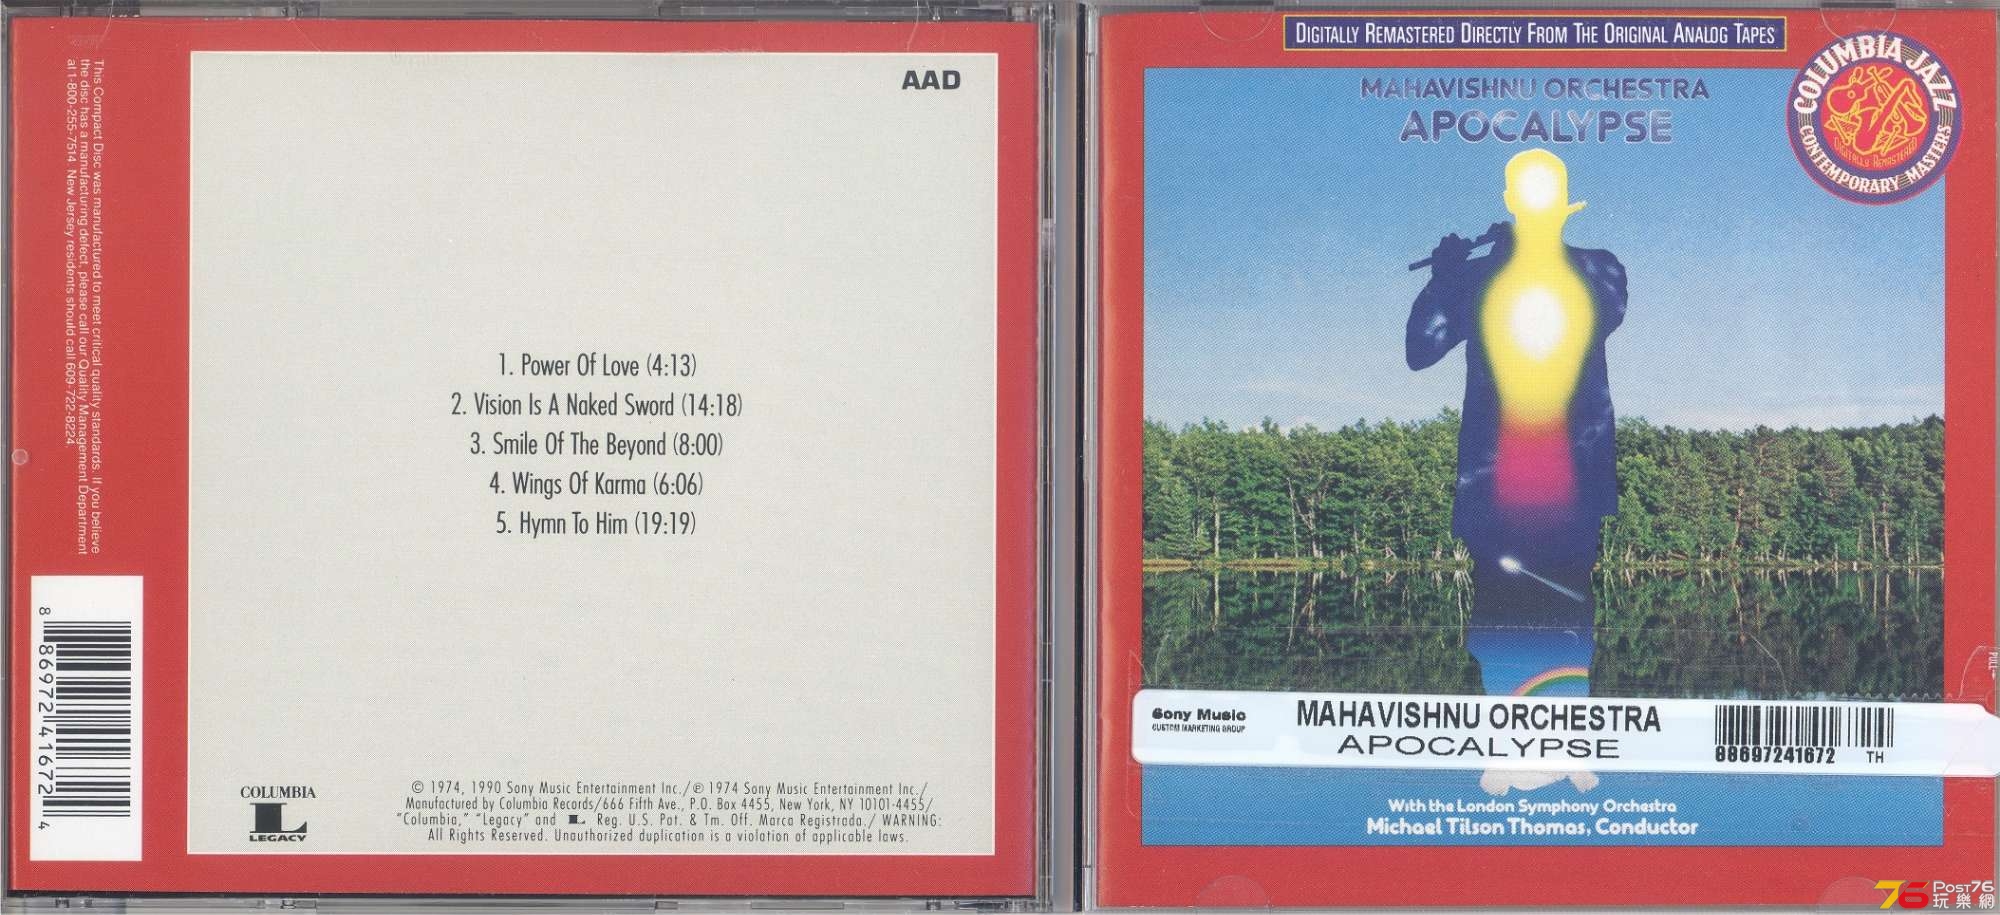 This Compact Disc was manufactured to meet critical quality standards. If you believe
the disc has a manufacturing defect, please call our Quality Management Department
at 1-800-255-7514. New Jersey residents should call 609-722-8224.
8 86972 41672 4
AAD
1. Power Of Love (4:13)
2. Vision Is A Naked Sword (14:18)
3. Smile Of The Beyond (8:00)
4. Wings Of Karma (6:06)
5. Hymn To Him (19:19)
COLUMBIA
L
LEGACY
© 1974, 1990 Sony Music Entertainment Inc./℗ 1974 Sony Music Entertainment Inc./
Manufactured by Columbia Records/666 Fifth Ave., P.O. Box 4455, New York, NY 10101-4455/
"Columbia," "Legacy" and L Reg. U.S. Pat. & Tm. Off. Marca Registrada./ WARNING:
All Rights Reserved. Unauthorized duplication is a violation of applicable laws.
DIGITALLY REMASTERED DIRECTLY FROM THE ORIGINAL ANALOG TAPES
MAHAVISHNU ORCHESTRA
APOCALYPSE
COLUMBIA JAZZ
DIGITALLY REMASTERED
CONTEMPORARY MASTERS
PULL
Sony Music
CUSTOM MARKETING GROUP
MAHAVISHNU ORCHESTRA
APOCALYPSE
88697241672
TH
With the London Symphony Orchestra
Michael Tilson Thomas, Conductor
76 POST76
玩樂網